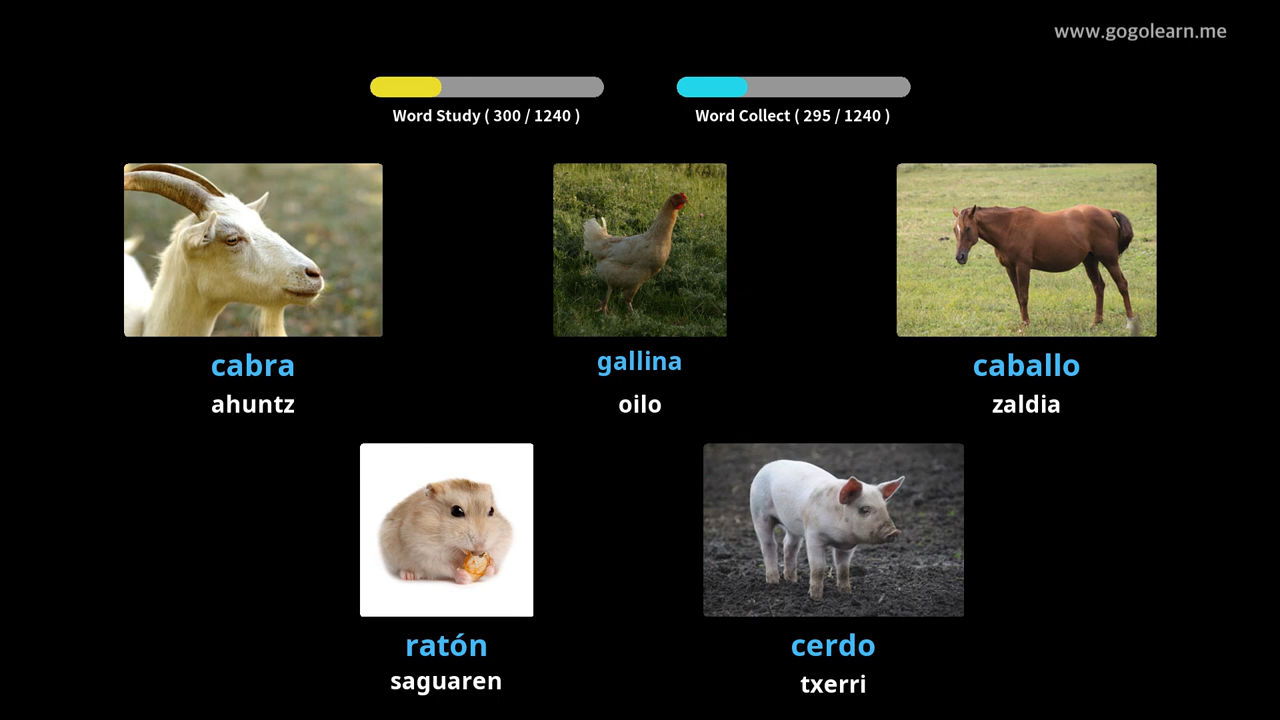 www.gogolearn.me
Word Study ( 300 / 1240 )
Word Collect ( 295 / 1240 )
cabra
ahuntz
gallina
oilo
caballo
zaldia
ratón
saguaren
cerdo
txerri